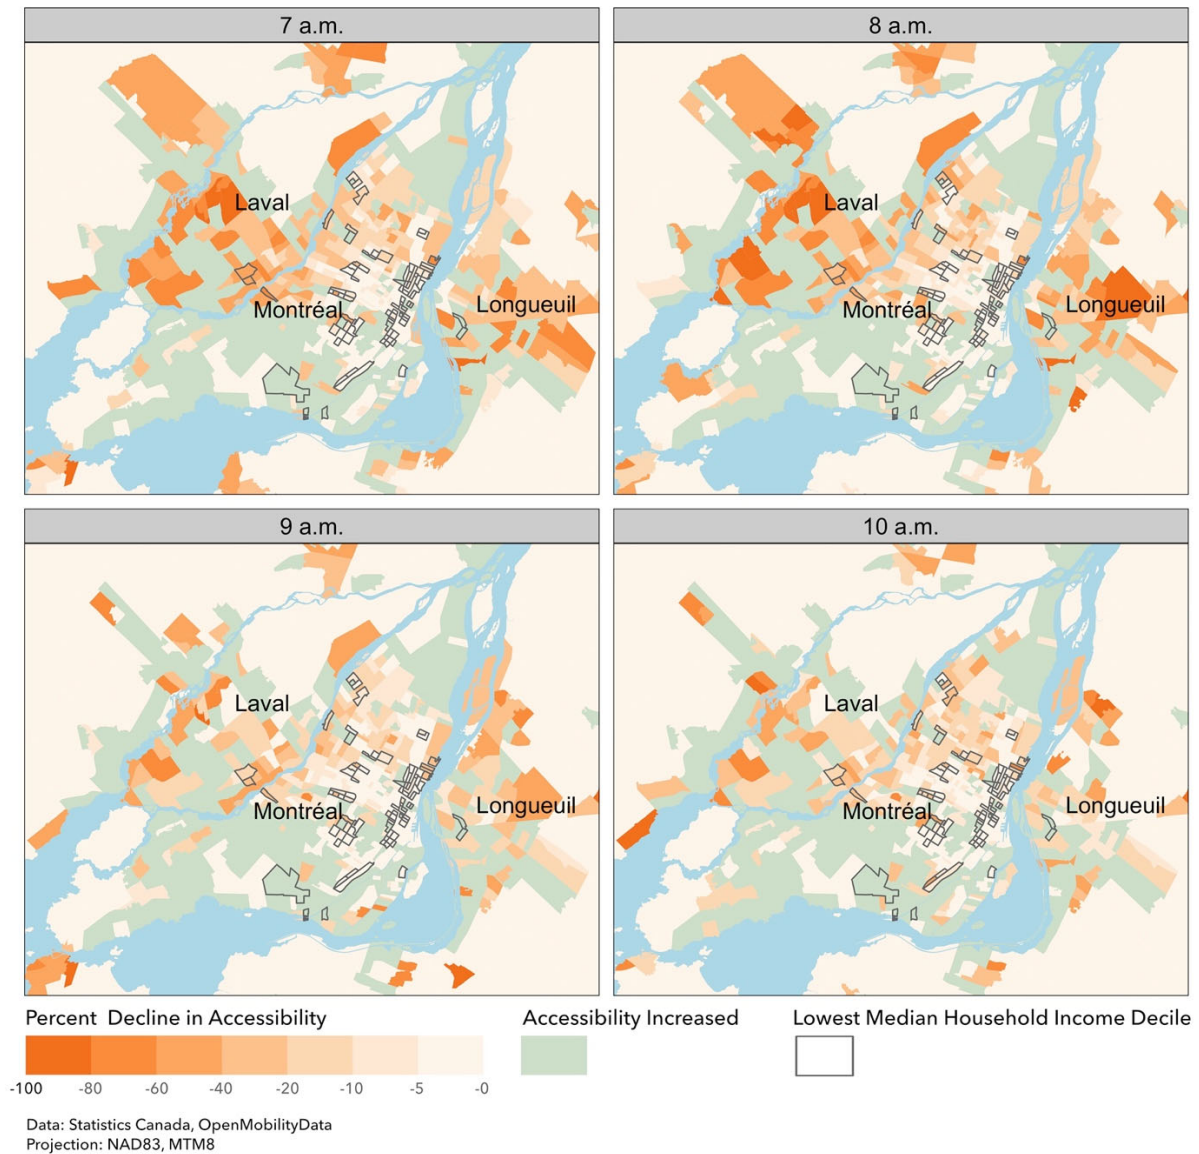 7 a.m.
8 a.m.
Laval
Montréal
Longueuil
Laval
Montréal
Longueuil
9 a.m.
10 a.m.
Laval
Montréal
Longueuil
Laval
Montréal
Longueuil
Percent Decline in Accessibility
Accessibility Increased
Lowest Median Household Income Decile
-100 -80 -60 -40 -20 -10 -5 -0
Data: Statistics Canada, OpenMobilityData
Projection: NAD83, MTM8